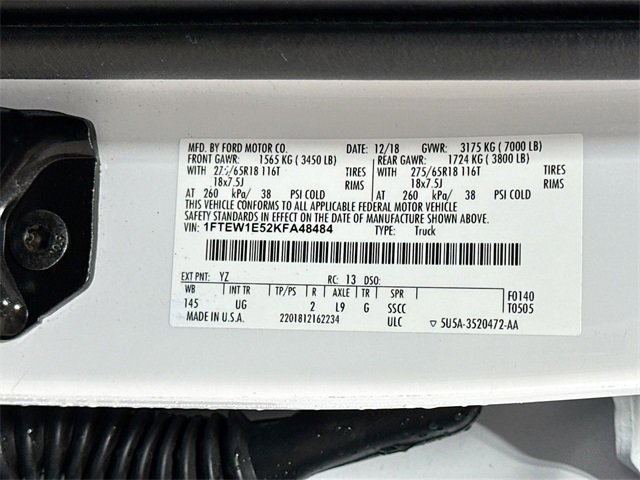 MFD. BY FORD MOTOR CO. DATE: 12/18 GVWR: 3175 KG ( 7000 LB)
FRONT GAWR: 1565 KG ( 3450 LB) REAR GAWR: 1724 KG ( 3800 LB)
WITH 275/65R18 116T TIRES WITH 275/65R18 116T TIRES
18x7.5J RIMS 18x7.5J RIMS
AT 260 kPa/ 38 PSI COLD AT 260 kPa/ 38 PSI COLD
THIS VEHICLE CONFORMS TO ALL APPLICABLE FEDERAL MOTOR VEHICLE
SAFETY STANDARDS IN EFFECT ON THE DATE OF MANUFACTURE SHOWN ABOVE.
VIN: 1FTEW1E52KFA48484 TYPE: Truck
EXT PNT: YZ RC: 13 DSO:
WB INT TR TP/PS R AXLE TR SPR F0140
145 UG 2 L9 G SSCC T0505
MADE IN U.S.A. 2201812162234 ULC ▽ 5U5A-3520472-AA